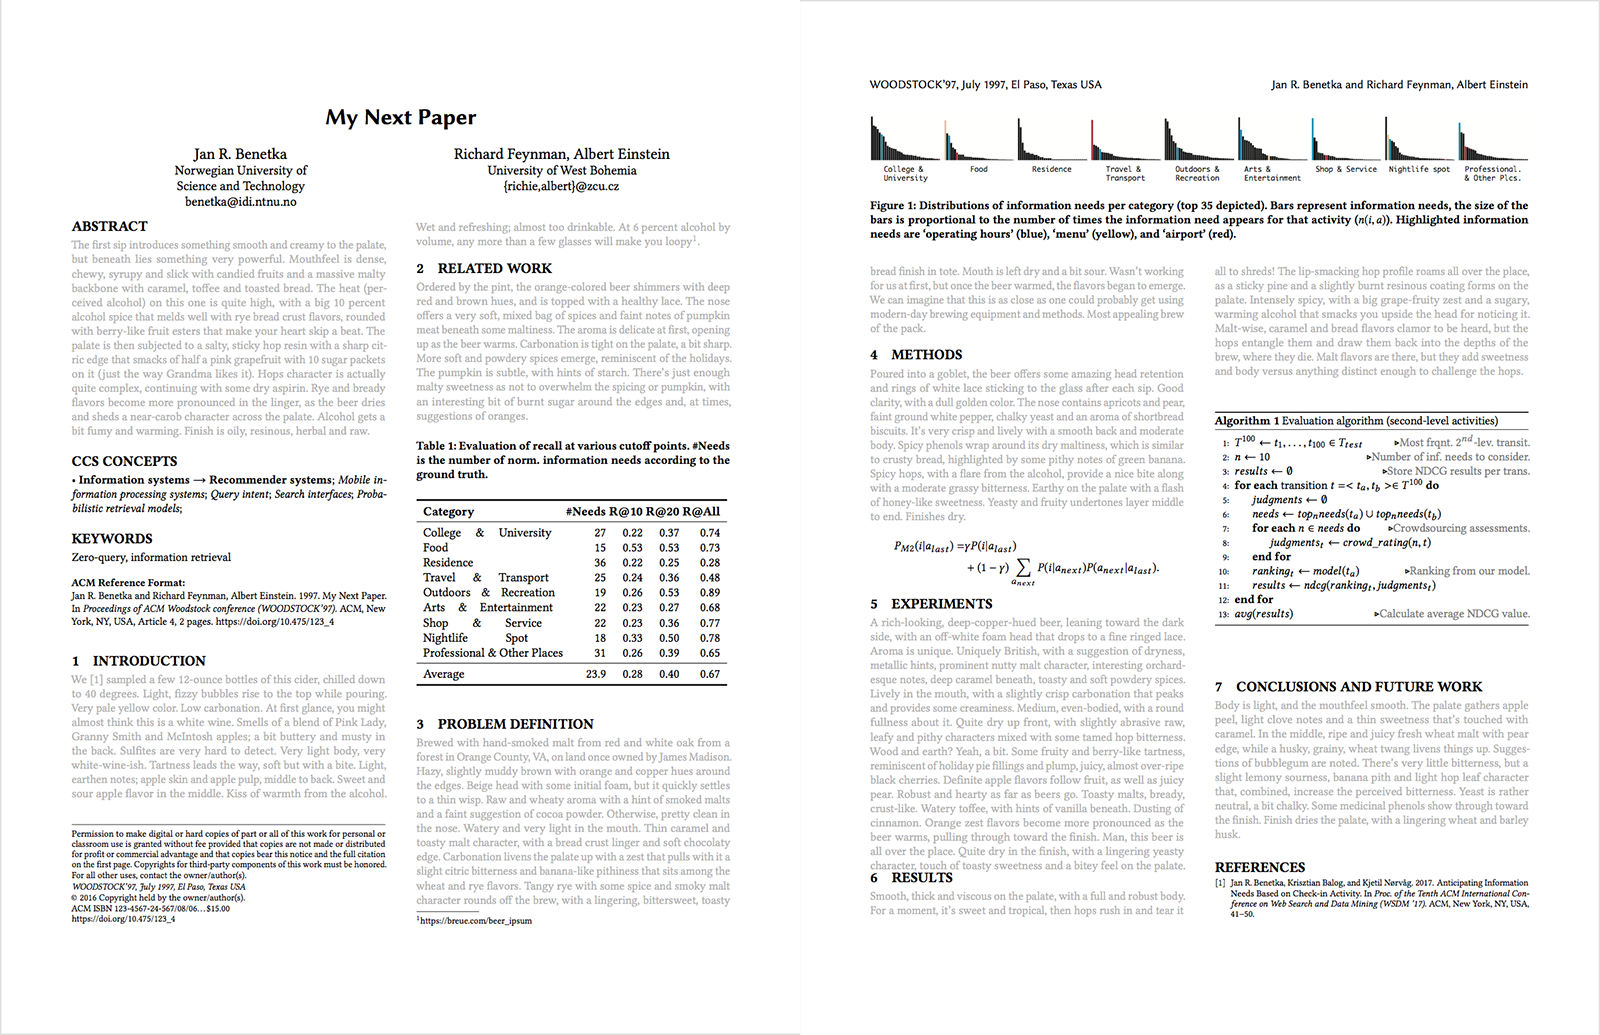 My Next Paper
Jan R. Benetka
Norwegian University of
Science and Technology
benetka@idi.ntnu.no
Richard Feynman, Albert Einstein
University of West Bohemia
{richie,albert}@zcu.cz
ABSTRACT
The first sip introduces something smooth and creamy to the palate,
but beneath lies something very powerful. Mouthfeel is dense,
chewy, syrupy and slick with candied fruits and a massive malty
backbone with caramel, toffee and toasted bread. The heat (per-
ceived alcohol) on this one is quite high, with a big 10 percent
alcohol spice that melds well with rye bread crust flavors, rounded
with berry-like fruit esters that make your heart skip a beat. The
palate is then subjected to a salty, sticky hop resin with a sharp cit-
ric edge that smacks of half a pink grapefruit with 10 sugar packets
on it (just the way Grandma likes it). Hops character is actually
quite complex, continuing with some dry aspirin. Rye and bready
flavors become more pronounced in the linger, as the beer dries
and sheds a near-carob character across the palate. Alcohol gets a
bit fumy and warming. Finish is oily, resinous, herbal and raw.
CCS CONCEPTS
• Information systems → Recommender systems; Mobile in-
formation processing systems; Query intent; Search interfaces; Proba-
bilistic retrieval models;
KEYWORDS
Zero-query, information retrieval
ACM Reference Format:
Jan R. Benetka and Richard Feynman, Albert Einstein. 1997. My Next Paper.
In Proceedings of ACM Woodstock conference (WOODSTOCK'97). ACM, New
York, NY, USA, Article 4, 2 pages. https://doi.org/10.475/123_4
1 INTRODUCTION
We [1] sampled a few 12-ounce bottles of this cider, chilled down
to 40 degrees. Light, fizzy bubbles rise to the top while pouring.
Very pale yellow color. Low carbonation. At first glance, you might
almost think this is a white wine. Smells of a blend of Pink Lady,
Granny Smith and McIntosh apples; a bit buttery and musty in
the back. Sulfites are very hard to detect. Very light body, very
white-wine-ish. Tartness leads the way, soft but with a bite. Light,
earthen notes; apple skin and apple pulp, middle to back. Sweet and
sour apple flavor in the middle. Kiss of warmth from the alcohol.
Permission to make digital or hard copies of part or all of this work for personal or
classroom use is granted without fee provided that copies are not made or distributed
for profit or commercial advantage and that copies bear this notice and the full citation
on the first page. Copyrights for third-party components of this work must be honored.
For all other uses, contact the owner/author(s).
WOODSTOCK'97, July 1997, El Paso, Texas USA
© 2016 Copyright held by the owner/author(s).
ACM ISBN 123-4567-24-567/08/06...$15.00
https://doi.org/10.475/123_4
Wet and refreshing; almost too drinkable. At 6 percent alcohol by
volume, any more than a few glasses will make you loopy1.
2 RELATED WORK
Ordered by the pint, the orange-colored beer shimmers with deep
red and brown hues, and is topped with a healthy lace. The nose
offers a very soft, mixed bag of spices and faint notes of pumpkin
meat beneath some maltiness. The aroma is delicate at first, opening
up as the beer warms. Carbonation is tight on the palate, a bit sharp.
More soft and powdery spices emerge, reminiscent of the holidays.
The pumpkin is subtle, with hints of starch. There's just enough
malty sweetness as not to overwhelm the spicing or pumpkin, with
an interesting bit of burnt sugar around the edges and, at times,
suggestions of oranges.
Table 1: Evaluation of recall at various cutoff points. #Needs
is the number of norm. information needs according to the
ground truth.
Category #Needs R@10 R@20 R@All
College & University 27 0.22 0.37 0.74
Food 15 0.53 0.53 0.73
Residence 36 0.22 0.25 0.28
Travel & Transport 25 0.24 0.36 0.48
Outdoors & Recreation 19 0.26 0.53 0.89
Arts & Entertainment 22 0.23 0.27 0.68
Shop & Service 22 0.23 0.36 0.77
Nightlife Spot 18 0.33 0.50 0.78
Professional & Other Places 31 0.26 0.39 0.65
Average 23.9 0.28 0.40 0.67
3 PROBLEM DEFINITION
Brewed with hand-smoked malt from red and white oak from a
forest in Orange County, VA, on land once owned by James Madison.
Hazy, slightly muddy brown with orange and copper hues around
the edges. Beige head with some initial foam, but it quickly settles
to a thin wisp. Raw and wheaty aroma with a hint of smoked malts
and a faint suggestion of cocoa powder. Otherwise, pretty clean in
the nose. Watery and very light in the mouth. Thin caramel and
toasty malt character, with a bread crust linger and soft chocolaty
edge. Carbonation livens the palate up with a zest that pulls with it a
slight citric bitterness and banana-like pithiness that sits among the
wheat and rye flavors. Tangy rye with some spice and smoky malt
character rounds off the brew, with a lingering, bittersweet, toasty
1https://breue.com/beer_ipsum
WOODSTOCK'97, July 1997, El Paso, Texas USA
Jan R. Benetka and Richard Feynman, Albert Einstein
College &
University
Food
Residence
Travel &
Transport
Outdoors &
Recreation
Arts &
Entertainment
Shop & Service
Nightlife spot
Professional.
& Other Plcs.
Figure 1: Distributions of information needs per category (top 35 depicted). Bars represent information needs, the size of the
bars is proportional to the number of times the information need appears for that activity (n(i, a)). Highlighted information
needs are 'operating hours' (blue), 'menu' (yellow), and 'airport' (red).
bread finish in tote. Mouth is left dry and a bit sour. Wasn't working
for us at first, but once the beer warmed, the flavors began to emerge.
We can imagine that this is as close as one could probably get using
modern-day brewing equipment and methods. Most appealing brew
of the pack.
4 METHODS
Poured into a goblet, the beer offers some amazing head retention
and rings of white lace sticking to the glass after each sip. Good
clarity, with a dull golden color. The nose contains apricots and pear,
faint ground white pepper, chalky yeast and an aroma of shortbread
biscuits. It's very crisp and lively with a smooth back and moderate
body. Spicy phenols wrap around its dry maltiness, which is similar
to crusty bread, highlighted by some pithy notes of green banana.
Spicy hops, with a flare from the alcohol, provide a nice bite along
with a moderate grassy bitterness. Earthy on the palate with a flash
of honey-like sweetness. Yeasty and fruity undertones layer middle
to end. Finishes dry.
P_M2(i|a_last) =γP(i|a_last)
+ (1 − γ) ∑_{a_next} P(i|a_next)P(a_next|a_last).
5 EXPERIMENTS
A rich-looking, deep-copper-hued beer, leaning toward the dark
side, with an off-white foam head that drops to a fine ringed lace.
Aroma is unique. Uniquely British, with a suggestion of dryness,
metallic hints, prominent nutty malt character, interesting orchard-
esque notes, deep caramel beneath, toasty and soft powdery spices.
Lively in the mouth, with a slightly crisp carbonation that peaks
and provides some creaminess. Medium, even-bodied, with a round
fullness about it. Quite dry up front, with slightly abrasive raw,
leafy and pithy characters mixed with some tamed hop bitterness.
Wood and earth? Yeah, a bit. Some fruity and berry-like tartness,
reminiscent of holiday pie fillings and plump, juicy, almost over-ripe
black cherries. Definite apple flavors follow fruit, as well as juicy
pear. Robust and hearty as far as beers go. Toasty malts, bready,
crust-like. Watery toffee, with hints of vanilla beneath. Dusting of
cinnamon. Orange zest flavors become more pronounced as the
beer warms, pulling through toward the finish. Man, this beer is
all over the place. Quite dry in the finish, with a lingering yeasty
character, touch of toasty sweetness and a bitey feel on the palate.
6 RESULTS
Smooth, thick and viscous on the palate, with a full and robust body.
For a moment, it's sweet and tropical, then hops rush in and tear it
all to shreds! The lip-smacking hop profile roams all over the place,
as a sticky pine and a slightly burnt resinous coating forms on the
palate. Intensely spicy, with a big grape-fruity zest and a sugary,
warming alcohol that smacks you upside the head for noticing it.
Malt-wise, caramel and bread flavors clamor to be heard, but the
hops entangle them and draw them back into the depths of the
brew, where they die. Malt flavors are there, but they add sweetness
and body versus anything distinct enough to challenge the hops.
Algorithm 1 Evaluation algorithm (second-level activities)
1: T^100 ← t_1, . . . , t_100 ∈ T_test ▹Most frqnt. 2^nd-lev. transit.
2: n ← 10 ▹Number of inf. needs to consider.
3: results ← ∅ ▹Store NDCG results per trans.
4: for each transition t =< t_a, t_b >∈ T^100 do
5: judgments ← ∅
6: needs ← topnneeds(t_a) ∪ topnneeds(t_b)
7: for each n ∈ needs do ▹Crowdsourcing assessments.
8: judgments_t ← crowd_rating(n, t)
9: end for
10: ranking_t ← model(t_a) ▹Ranking from our model.
11: results ← ndcg(ranking_t, judgments_t)
12: end for
13: avg(results) ▹Calculate average NDCG value.
7 CONCLUSIONS AND FUTURE WORK
Body is light, and the mouthfeel smooth. The palate gathers apple
peel, light clove notes and a thin sweetness that's touched with
caramel. In the middle, ripe and juicy fresh wheat malt with pear
edge, while a husky, grainy, wheat twang livens things up. Sugges-
tions of bubblegum are noted. There's very little bitterness, but a
slight lemony sourness, banana pith and light hop leaf character
that, combined, increase the perceived bitterness. Yeast is rather
neutral, a bit chalky. Some medicinal phenols show through toward
the finish. Finish dries the palate, with a lingering wheat and barley
husk.
REFERENCES
[1] Jan R. Benetka, Krisztian Balog, and Kjetil Nørvåg. 2017. Anticipating Information
Needs Based on Check-in Activity. In Proc. of the Tenth ACM International Con-
ference on Web Search and Data Mining (WSDM '17). ACM, New York, NY, USA,
41–50.